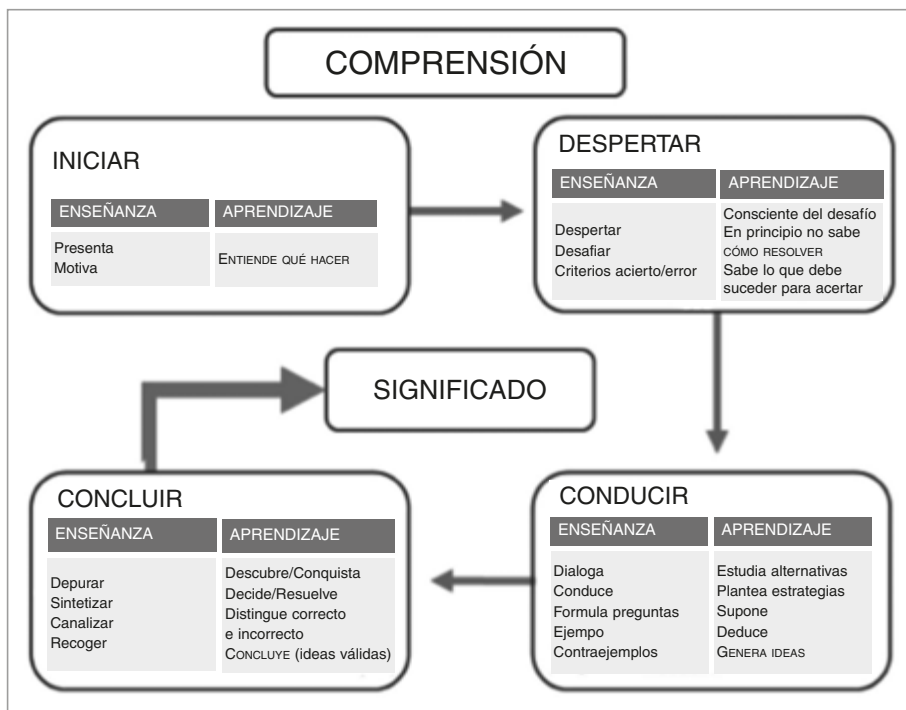 COMPRENSIÓN
INICIAR
ENSEÑANZA
APRENDIZAJE
Presenta
Motiva
ENTIENDE QUÉ HACER
DESPERTAR
ENSEÑANZA
APRENDIZAJE
Despertar
Desafiar
Criterios acierto/error
Consciente del desafío
En principio no sabe
CÓMO RESOLVER
Sabe lo que debe
suceder para acertar
SIGNIFICADO
CONDUCIR
ENSEÑANZA
APRENDIZAJE
Dialoga
Conduce
Formula preguntas
Ejempo
Contraejemplos
Estudia alternativas
Plantea estrategias
Supone
Deduce
GENERA IDEAS
CONCLUIR
ENSEÑANZA
APRENDIZAJE
Depurar
Sintetizar
Canalizar
Recoger
Descubre/Conquista
Decide/Resuelve
Distingue correcto
e incorrecto
CONCLUYE (ideas válidas)